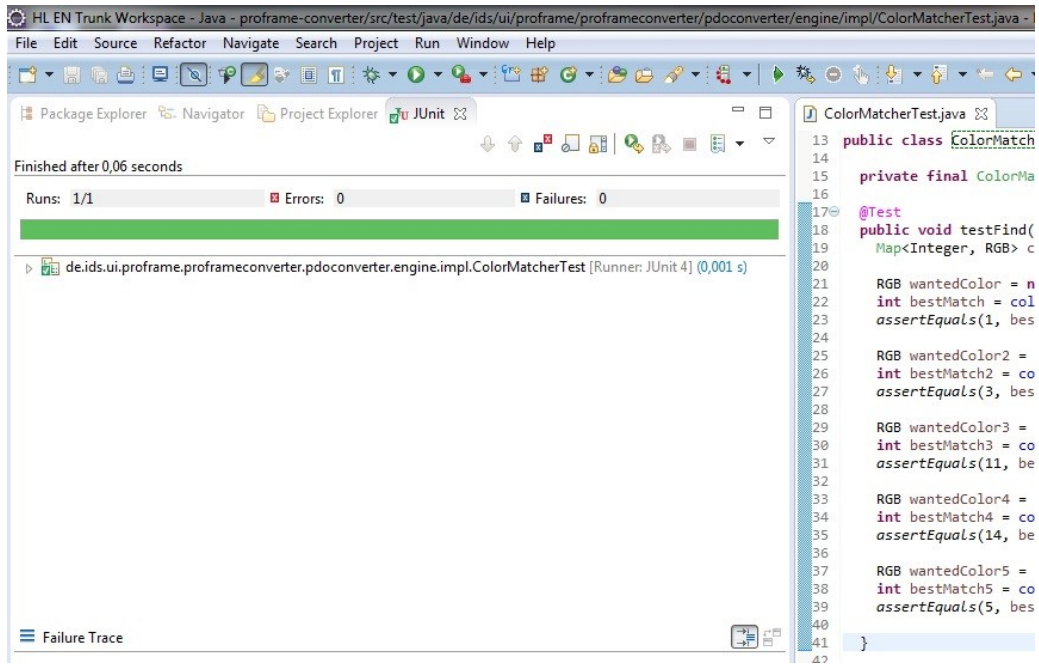 HL EN Trunk Workspace - Java - proframe-converter/src/test/java/de/ids/ui/proframe/proframeconverter/pdoconverter/engine/impl/ColorMatcherTest.java -
File Edit Source Refactor Navigate Search Project Run Window Help
Package Explorer Navigator Project Explorer JUnit
Finished after 0,06 seconds
Runs: 1/1 Errors: 0 Failures: 0
de.ids.ui.proframe.proframeconverter.pdoconverter.engine.impl.ColorMatcherTest [Runner: JUnit 4] (0,001 s)
Failure Trace
ColorMatcherTest.java
13 public class ColorMatch
14
15 private final ColorMa
16
17 @Test
18 public void testFind(
19 Map<Integer, RGB> c
20
21 RGB wantedColor = n
22 int bestMatch = col
23 assertEquals(1, bes
24
25 RGB wantedColor2 =
26 int bestMatch2 = co
27 assertEquals(3, bes
28
29 RGB wantedColor3 =
30 int bestMatch3 = co
31 assertEquals(11, be
32
33 RGB wantedColor4 =
34 int bestMatch4 = co
35 assertEquals(14, be
36
37 RGB wantedColor5 =
38 int bestMatch5 = co
39 assertEquals(5, bes
40
41 }
42